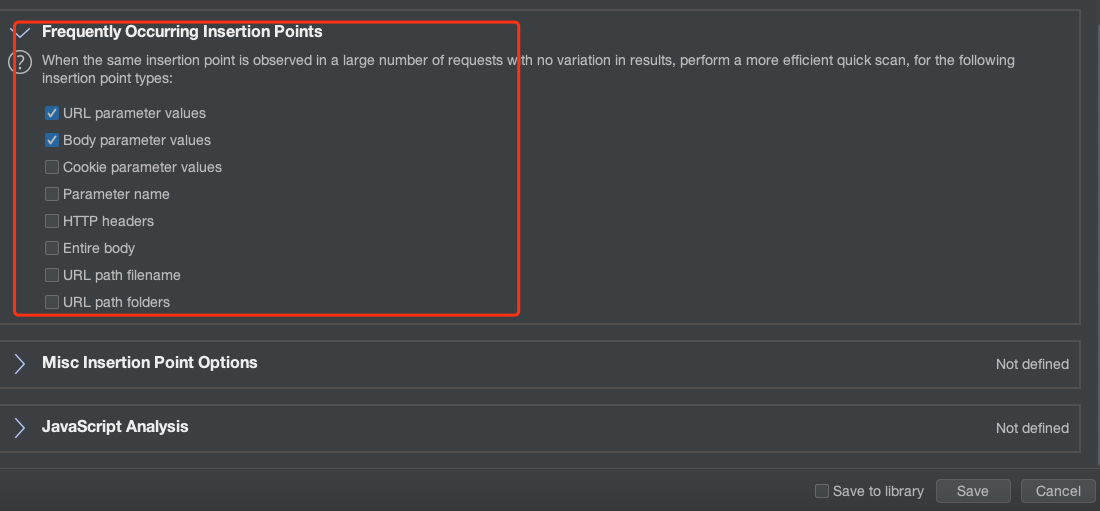 Frequently Occurring Insertion Points
When the same insertion point is observed in a large number of requests with no variation in results, perform a more efficient quick scan, for the following
insertion point types:
URL parameter values
Body parameter values
Cookie parameter values
Parameter name
HTTP headers
Entire body
URL path filename
URL path folders
Misc Insertion Point Options Not defined
JavaScript Analysis Not defined
Save to library Save Cancel